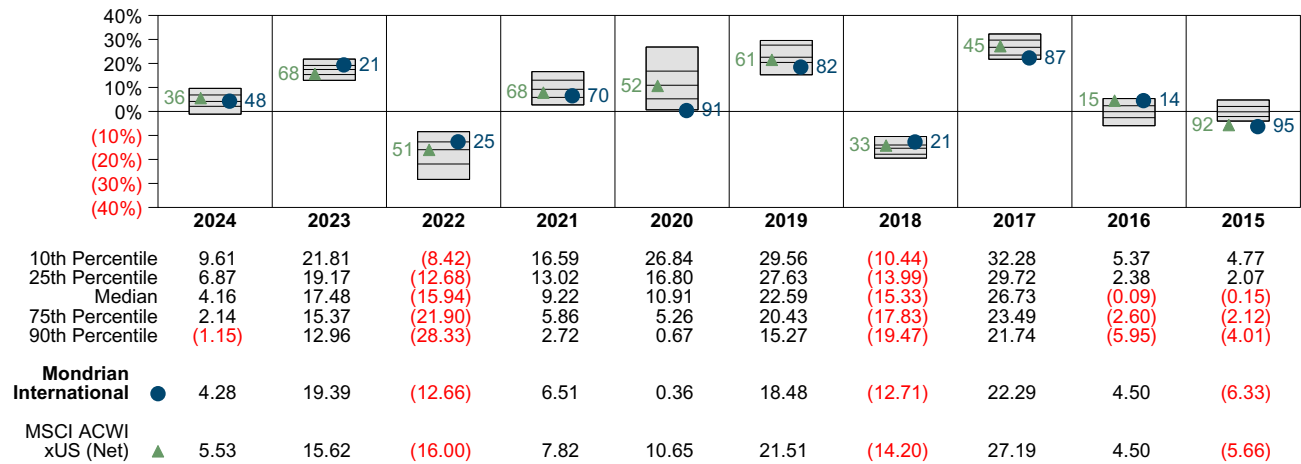 40%
30%
20%
10%
0%
(10%)
(20%)
(30%)
(40%)
36 48
68 21
51 25
68 70
52 91
61 82
33 21
45 87
15 14
92 95
2024 2023 2022 2021 2020 2019 2018 2017 2016 2015
10th Percentile 9.61 21.81 (8.42) 16.59 26.84 29.56 (10.44) 32.28 5.37 4.77
25th Percentile 6.87 19.17 (12.68) 13.02 16.80 27.63 (13.99) 29.72 2.38 2.07
Median 4.16 17.48 (15.94) 9.22 10.91 22.59 (15.33) 26.73 (0.09) (0.15)
75th Percentile 2.14 15.37 (21.90) 5.86 5.26 20.43 (17.83) 23.49 (2.60) (2.12)
90th Percentile (1.15) 12.96 (28.33) 2.72 0.67 15.27 (19.47) 21.74 (5.95) (4.01)
Mondrian
International 4.28 19.39 (12.66) 6.51 0.36 18.48 (12.71) 22.29 4.50 (6.33)
MSCI ACWI
xUS (Net) 5.53 15.62 (16.00) 7.82 10.65 21.51 (14.20) 27.19 4.50 (5.66)